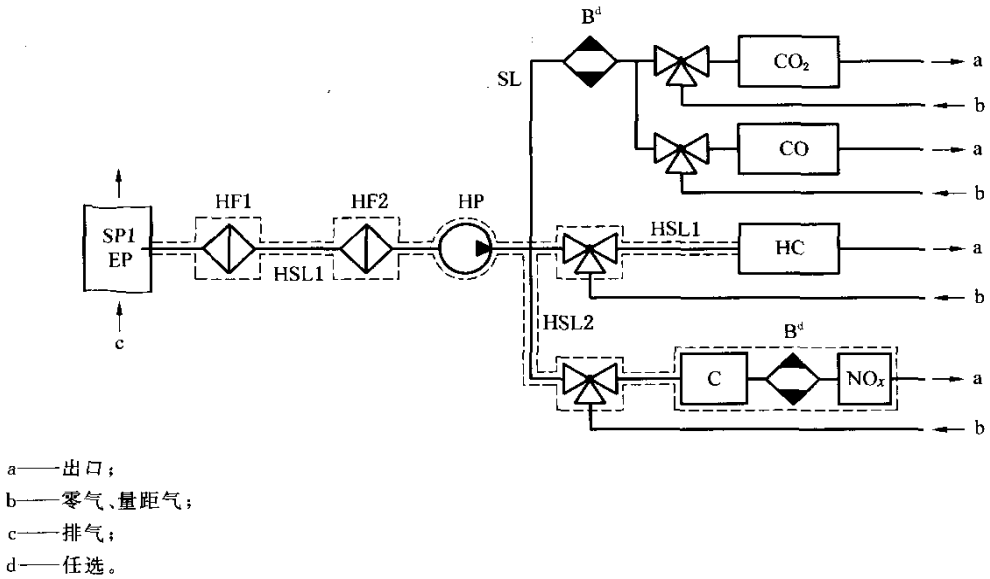 Bᵈ
SL
CO₂
a
b
CO
a
b
HF1
HF2
HP
SP1
EP
HSL1
HSL1
HC
a
b
c
HSL2
Bᵈ
C
NOx
a
b
a——出口;
b——零气、量距气;
c——排气;
d——任选。